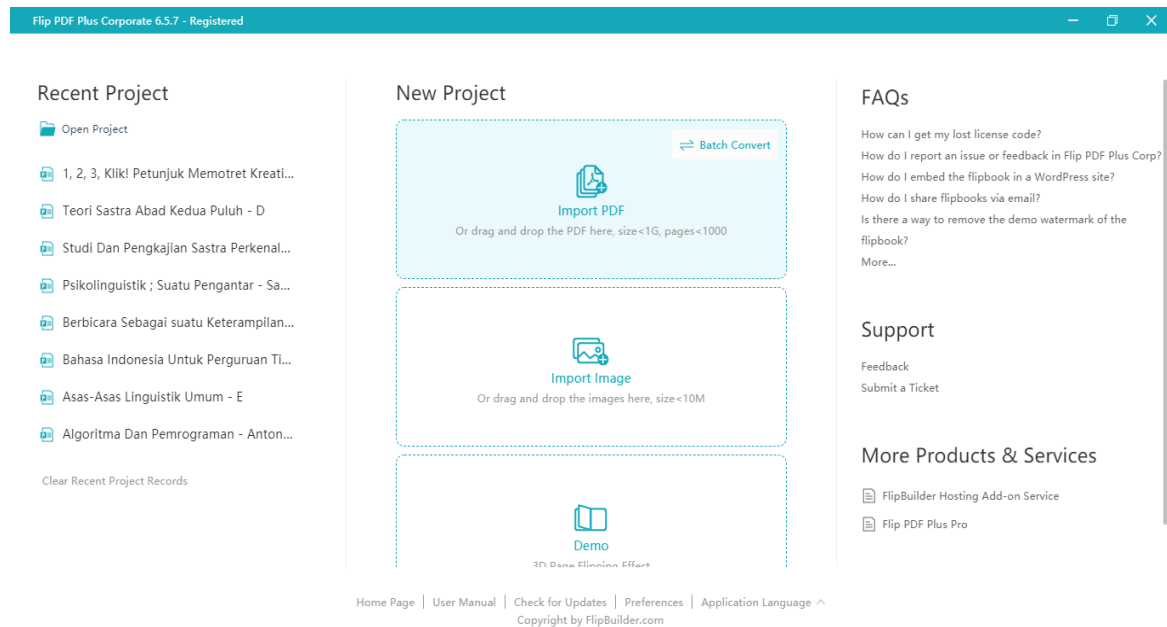 Flip PDF Plus Corporate 6.5.7 - Registered
Recent Project
Open Project
1, 2, 3, Klik! Petunjuk Memotret Kreati...
Teori Sastra Abad Kedua Puluh - D
Studi Dan Pengkajian Sastra Perkenal...
Psikolinguistik ; Suatu Pengantar - Sa...
Berbicara Sebagai suatu Keterampilan...
Bahasa Indonesia Untuk Perguruan Ti...
Asas-Asas Linguistik Umum - E
Algoritma Dan Pemrograman - Anton...
Clear Recent Project Records
New Project
Batch Convert
Import PDF
Or drag and drop the PDF here, size<1G, pages<1000
Import Image
Or drag and drop the images here, size<10M
Demo
3D Page Flipping Effect
FAQs
How can I get my lost license code?
How do I report an issue or feedback in Flip PDF Plus Corp?
How do I embed the flipbook in a WordPress site?
How do I share flipbooks via email?
Is there a way to remove the demo watermark of the
flipbook?
More...
Support
Feedback
Submit a Ticket
More Products & Services
FlipBuilder Hosting Add-on Service
Flip PDF Plus Pro
Home Page | User Manual | Check for Updates | Preferences | Application Language
Copyright by FlipBuilder.com